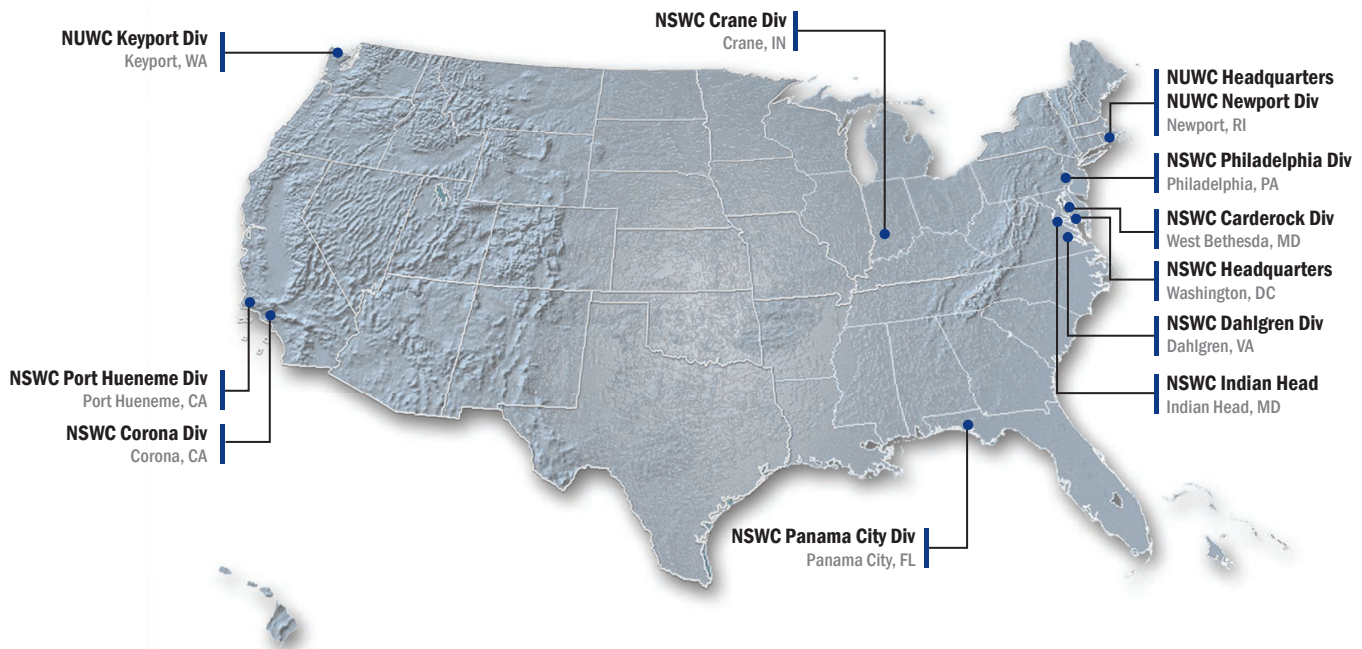 NUWC Keyport Div
Keyport, WA
NSWC Crane Div
Crane, IN
NUWC Headquarters
NUWC Newport Div
Newport, RI
NSWC Philadelphia Div
Philadelphia, PA
NSWC Carderock Div
West Bethesda, MD
NSWC Headquarters
Washington, DC
NSWC Dahlgren Div
Dahlgren, VA
NSWC Indian Head
Indian Head, MD
NSWC Port Hueneme Div
Port Hueneme, CA
NSWC Corona Div
Corona, CA
NSWC Panama City Div
Panama City, FL